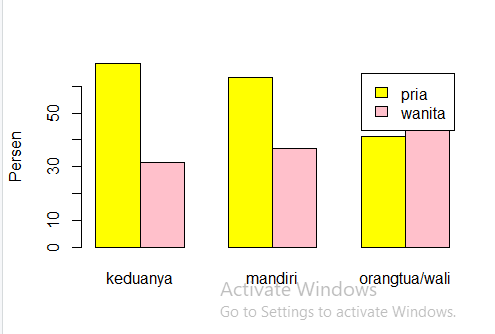 Persen
50
30
10
0
pria
wanita
keduanya
mandiri
orangtua/wali
Activate Windows
Go to Settings to activate Windows.